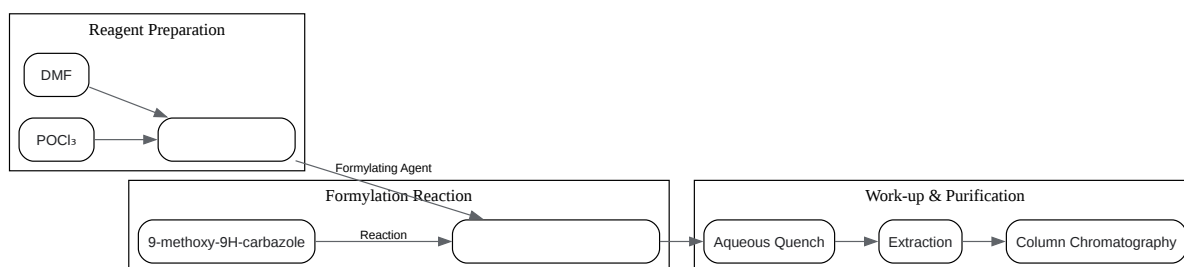 Reagent Preparation
DMF
POCl₃
Formylating Agent
Formylation Reaction
9-methoxy-9H-carbazole
Reaction
Work-up & Purification
Aqueous Quench
Extraction
Column Chromatography